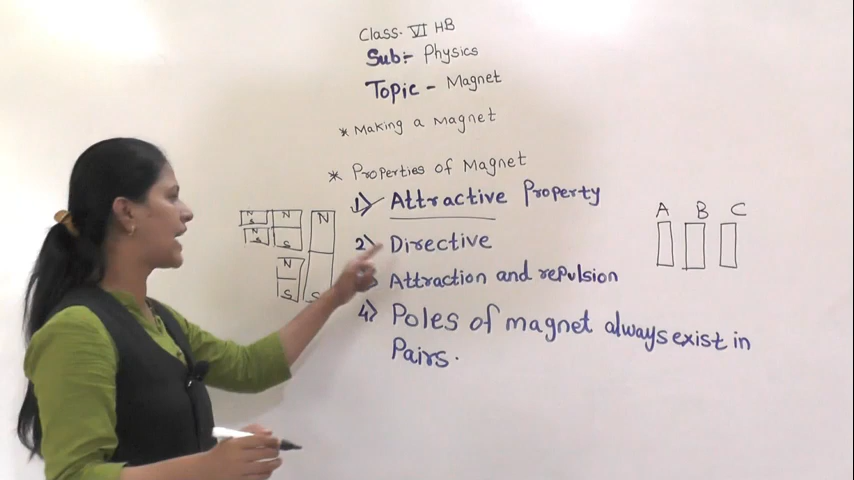 Class- VI HB
Sub:- Physics
Topic - Magnet
* Making a Magnet
* Properties of Magnet
1) Attractive Property
2) Directive
Attraction and repulsion
4) Poles of magnet always exist in
Pairs.
N N N
S
N S
S
N
S S
A B C